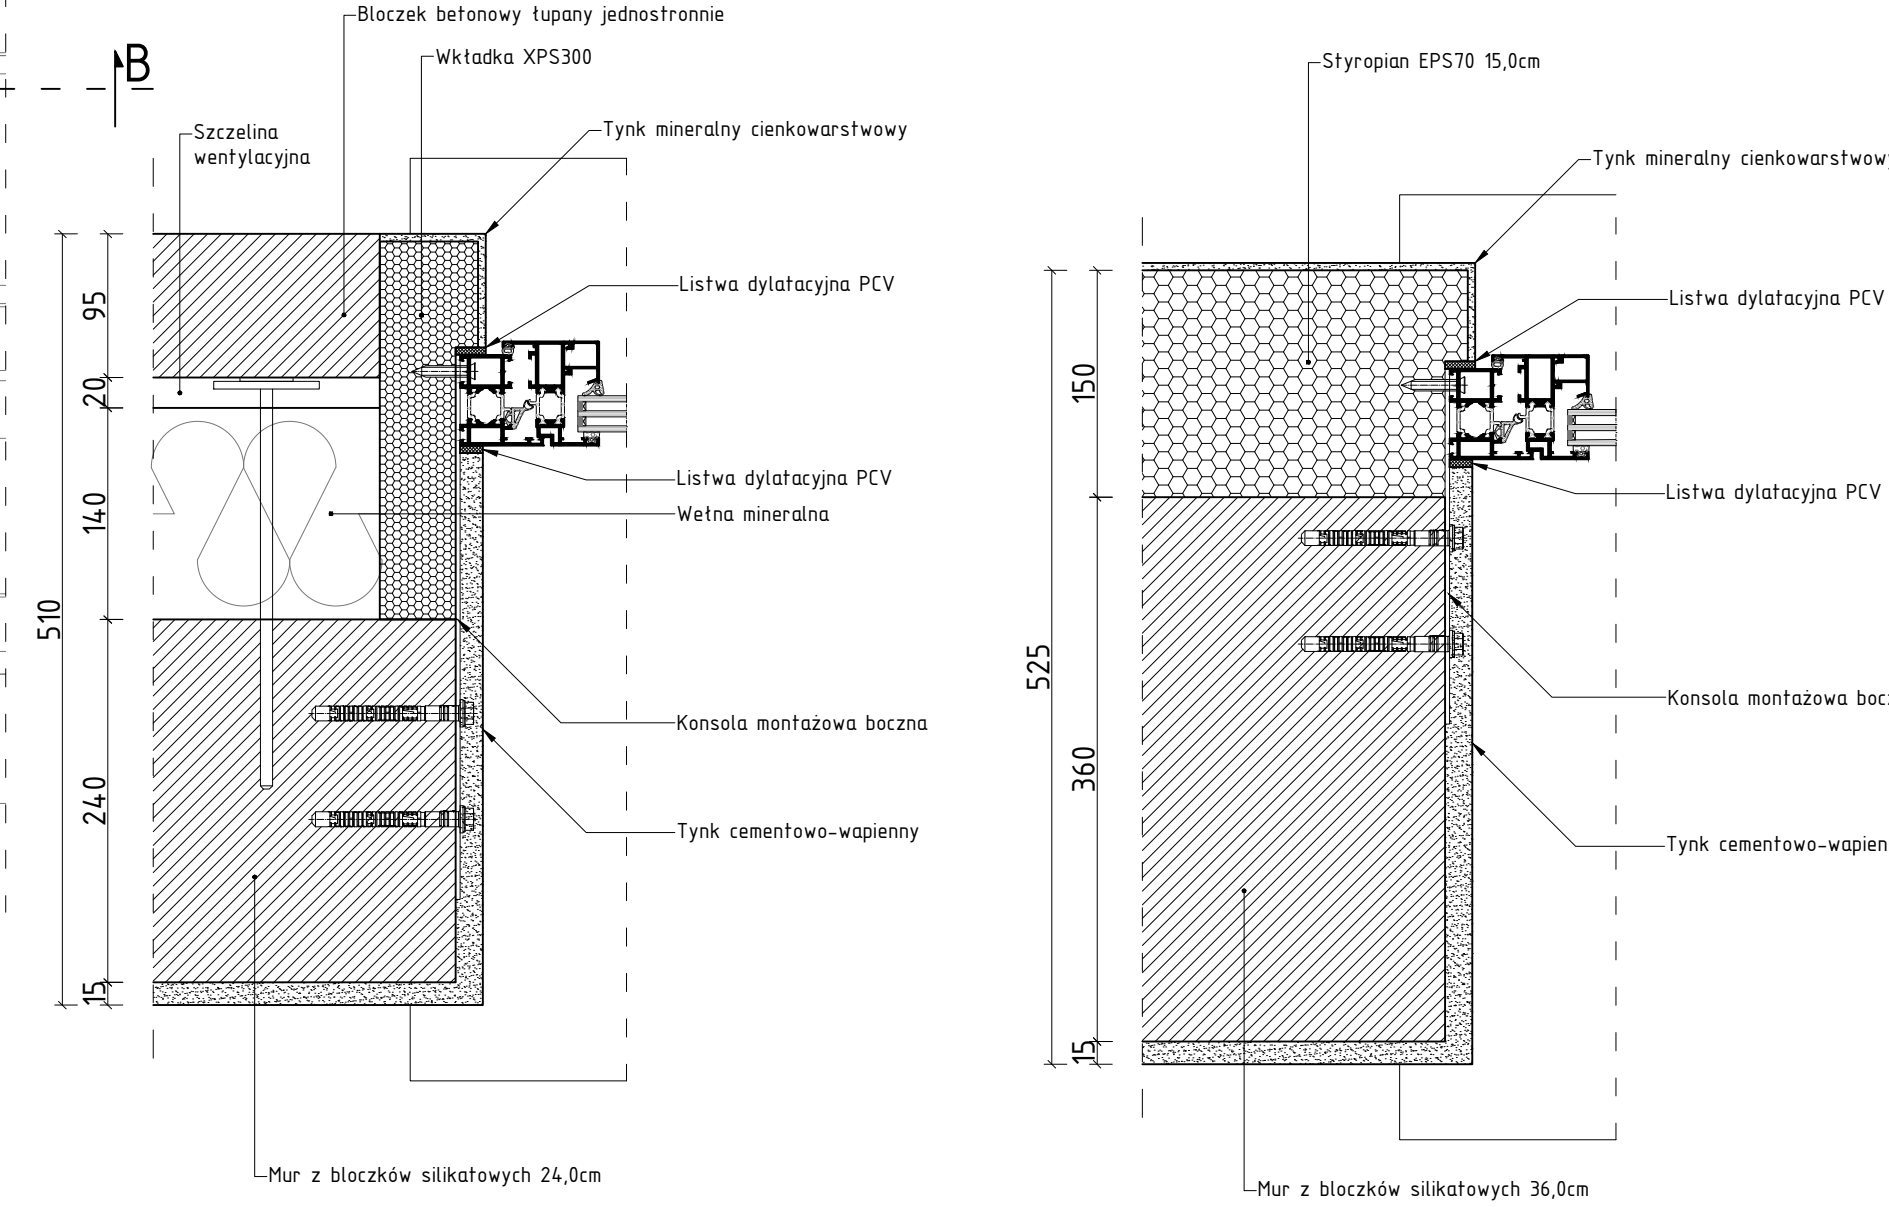 Bloczek betonowy łupany jednostronnie
B
Wkładka XPS300
Szczelina
wentylacyjna
Tynk mineralny cienkowarstwowy
Listwa dylatacyjna PCV
Listwa dylatacyjna PCV
Wełna mineralna
Konsola montażowa boczna
Tynk cementowo-wapienny
Mur z bloczków silikatowych 24,0cm
510
95
20
140
240
15
Styropian EPS70 15,0cm
Tynk mineralny cienkowarstwowy
Listwa dylatacyjna PCV
Listwa dylatacyjna PCV
Konsola montażowa bocz
Tynk cementowo-wapien
Mur z bloczków silikatowych 36,0cm
525
150
360
15